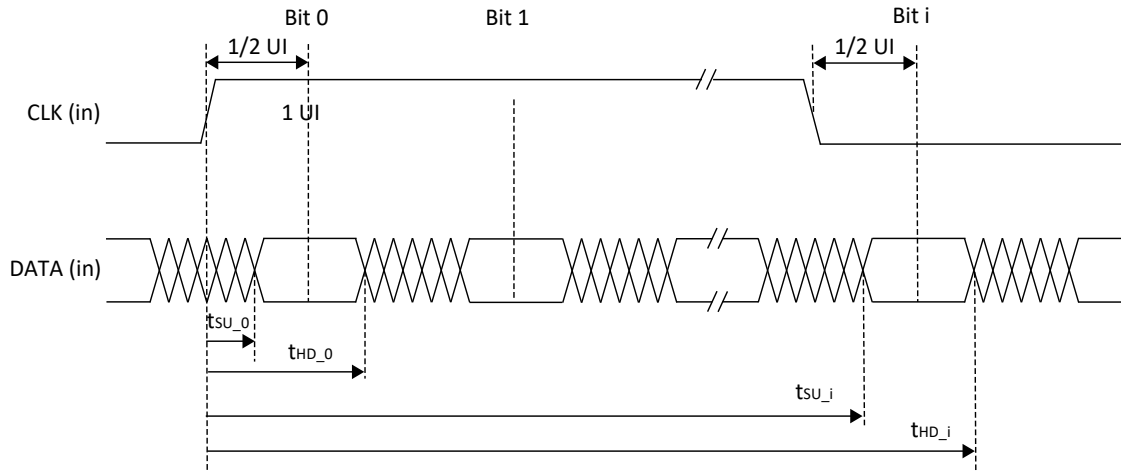 Bit 0 Bit 1 Bit i
1/2 UI 1/2 UI
CLK (in) 1 UI
DATA (in)
tSU_0
tHD_0
tSU_i
tHD_i